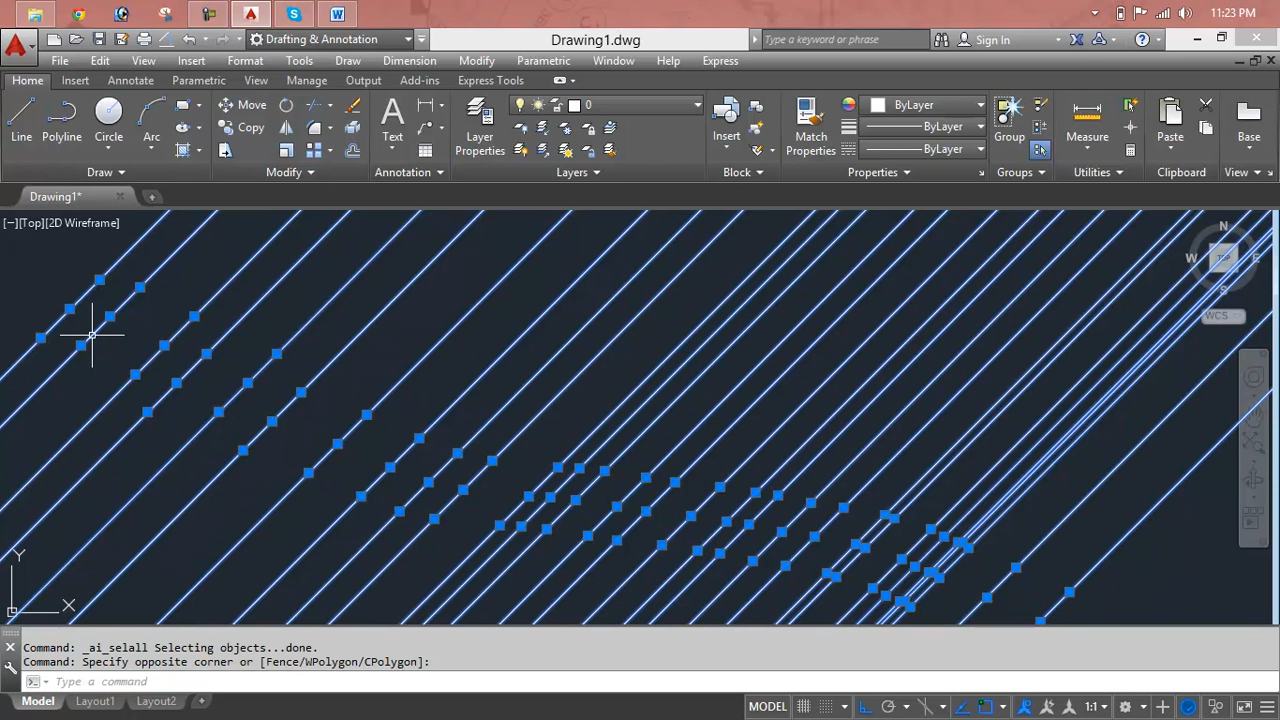 11:23 PM
Drafting & Annotation
Drawing1.dwg
Type a keyword or phrase
Sign In
File Edit View Insert Format Tools Draw Dimension Modify Parametric Window Help Express
Home Insert Annotate Parametric View Manage Output Add-ins Express Tools
Line Polyline Circle Arc
Move
Copy
Text
Layer Properties
0
Insert
Match Properties
ByLayer
ByLayer
ByLayer
Group
Measure
Paste
Base
Draw Modify Annotation Layers Block Properties Groups Utilities Clipboard View
Drawing1*
[−][Top][2D Wireframe]
N
W TOP E
S
WCS
Y
X
Command: _ai_selall Selecting objects...done.
Command: Specify opposite corner or [Fence/WPolygon/CPolygon]:
Type a command
Model Layout1 Layout2
MODEL
1:1